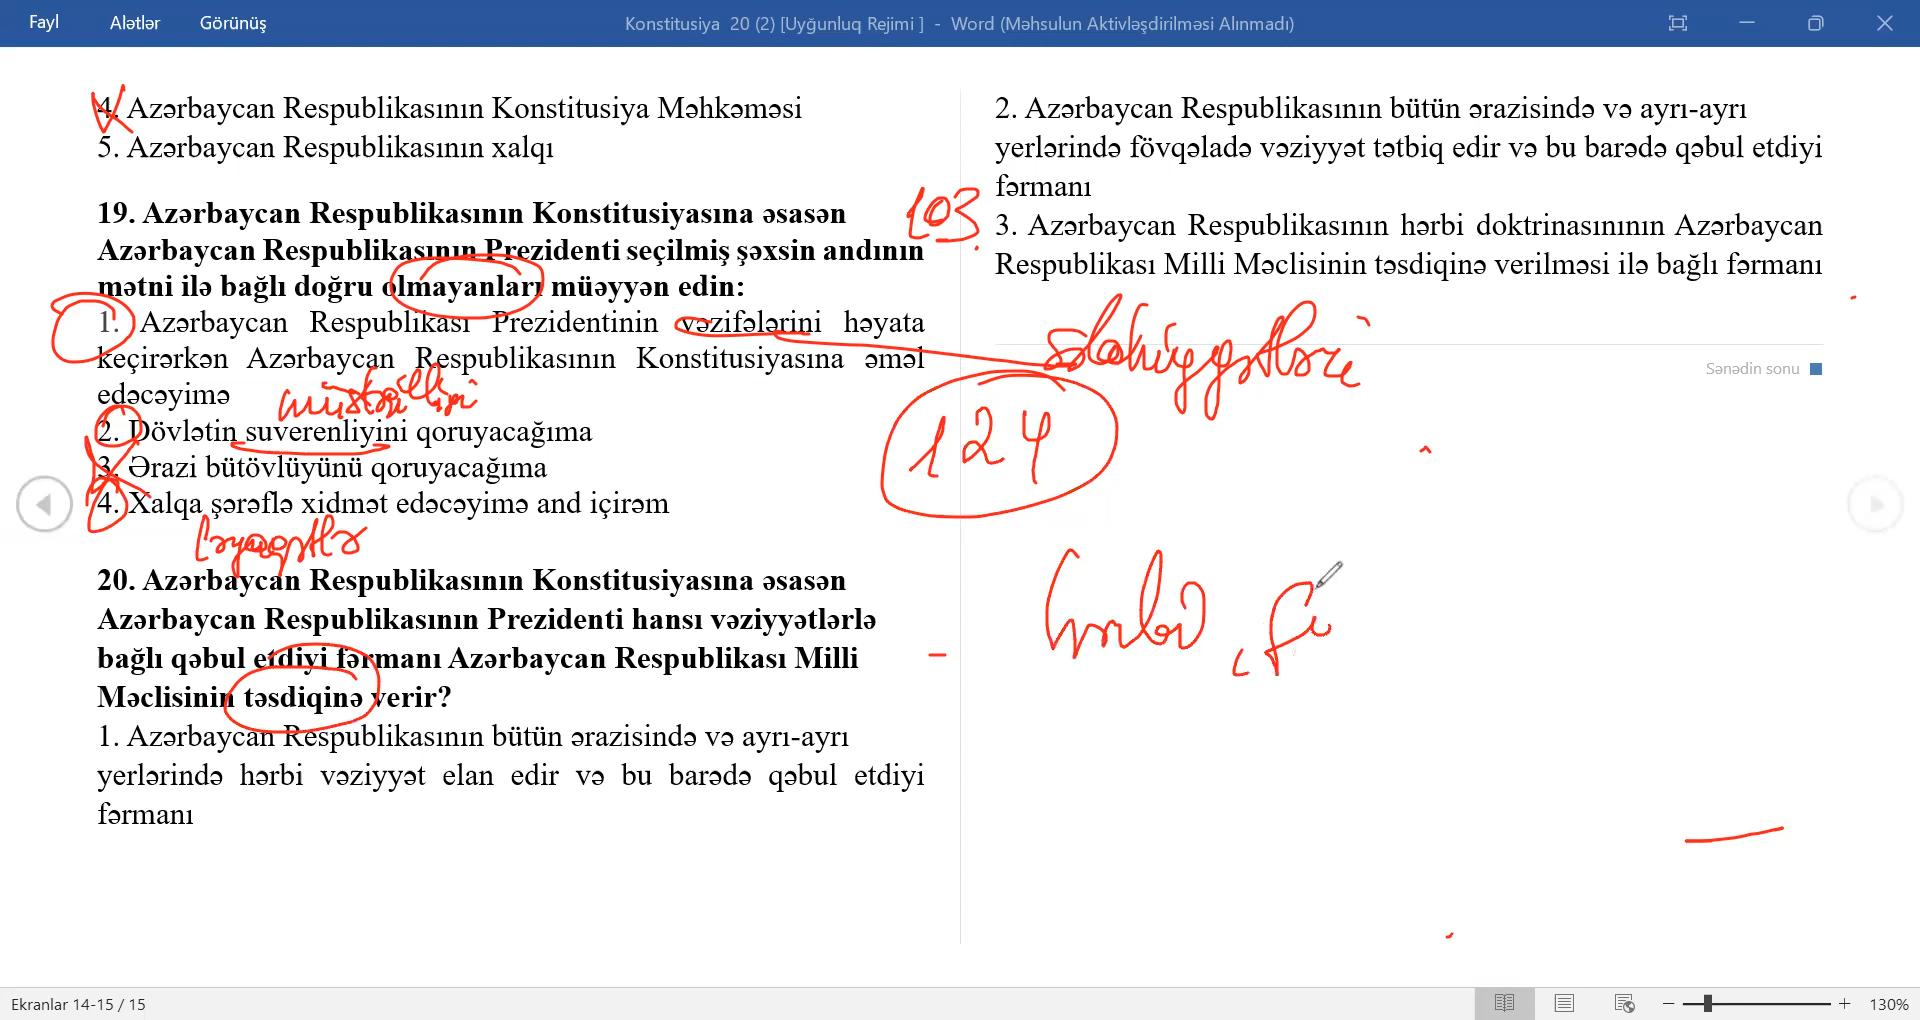 Fayl Alətlər Görünüş Konstitusiya 20 (2) [Uyğunluq Rejimi ] - Word (Məhsulun Aktivləşdirilməsi Alınmadı)
4. Azərbaycan Respublikasının Konstitusiya Məhkəməsi
5. Azərbaycan Respublikasının xalqı
19. Azərbaycan Respublikasının Konstitusiyasına əsasən
Azərbaycan Respublikasının Prezidenti seçilmiş şəxsin andının
mətni ilə bağlı doğru olmayanları müəyyən edin:
103
1. Azərbaycan Respublikası Prezidentinin vəzifələrini həyata
keçirərkən Azərbaycan Respublikasının Konstitusiyasına əməl
edəcəyimə
səlahiyyətləri
müstəqilliyi
2. Dövlətin suverenliyini qoruyacağıma
124
3. Ərazi bütövlüyünü qoruyacağıma
4. Xalqa şərəflə xidmət edəcəyimə and içirəm
ləyaqətlə
20. Azərbaycan Respublikasının Konstitusiyasına əsasən
Azərbaycan Respublikasının Prezidenti hansı vəziyyətlərlə
bağlı qəbul etdiyi fərmanı Azərbaycan Respublikası Milli
Məclisinin təsdiqinə verir?
1. Azərbaycan Respublikasının bütün ərazisində və ayrı-ayrı
yerlərində hərbi vəziyyət elan edir və bu barədə qəbul etdiyi
fərmanı
2. Azərbaycan Respublikasının bütün ərazisində və ayrı-ayrı
yerlərində fövqəladə vəziyyət tətbiq edir və bu barədə qəbul etdiyi
fərmanı
3. Azərbaycan Respublikasının hərbi doktrinasınının Azərbaycan
Respublikası Milli Məclisinin təsdiqinə verilməsi ilə bağlı fərmanı
Sənədin sonu
Ekranlar 14-15 / 15
130%